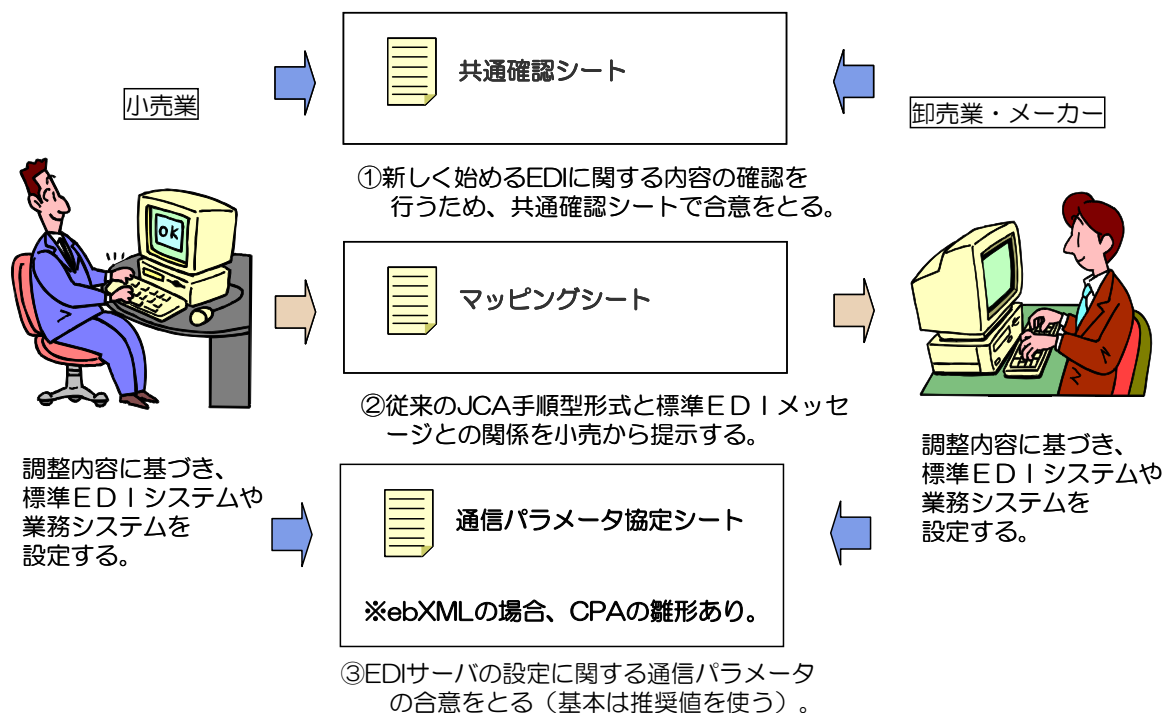 共通確認シート
小売業
卸売業・メーカー
①新しく始めるEDIに関する内容の確認を
行うため、共通確認シートで合意をとる。
OK
マッピングシート
②従来のJCA手順型形式と標準EDIメッセ
ージとの関係を小売から提示する。
調整内容に基づき、
標準EDIシステムや
業務システムを
設定する。
通信パラメータ協定シート
※ebXMLの場合、CPAの雛形あり。
調整内容に基づき、
標準EDIシステムや
業務システムを
設定する。
③EDIサーバの設定に関する通信パラメータ
の合意をとる（基本は推奨値を使う）。